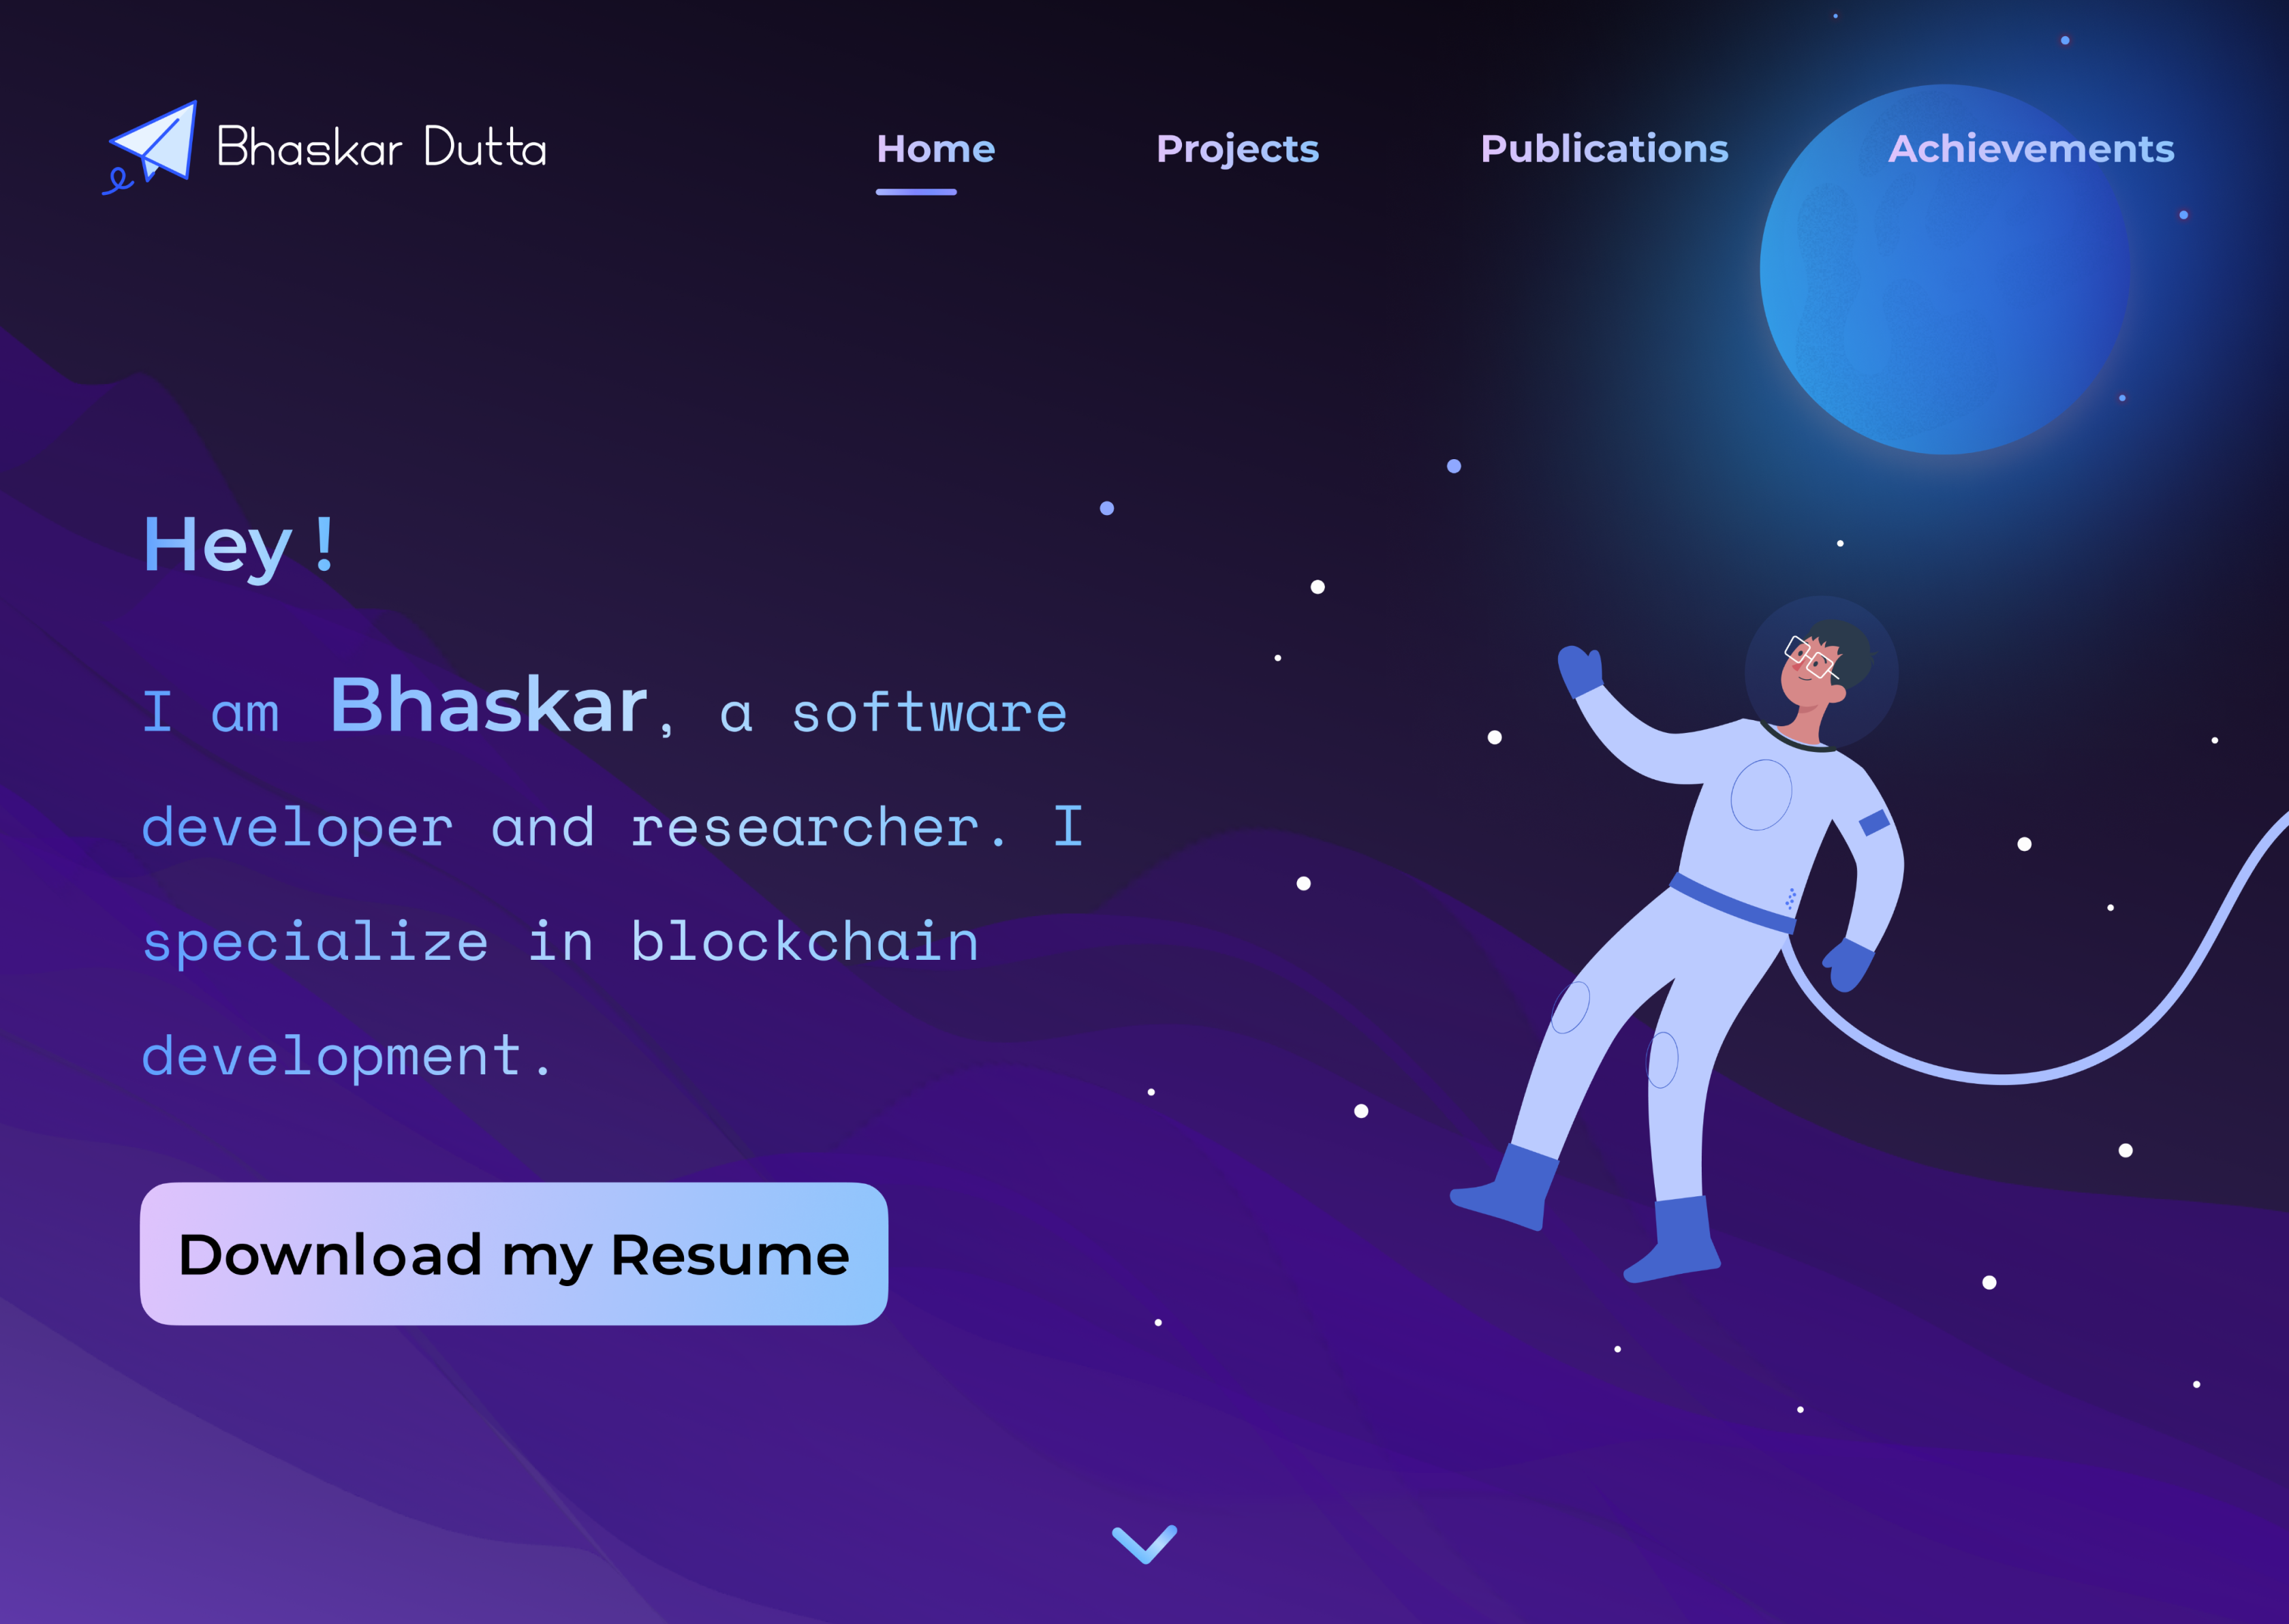 Bhaskar Dutta
Home Projects Publications Achievements
Hey!
I am Bhaskar, a software
developer and researcher. I
specialize in blockchain
development.
Download my Resume